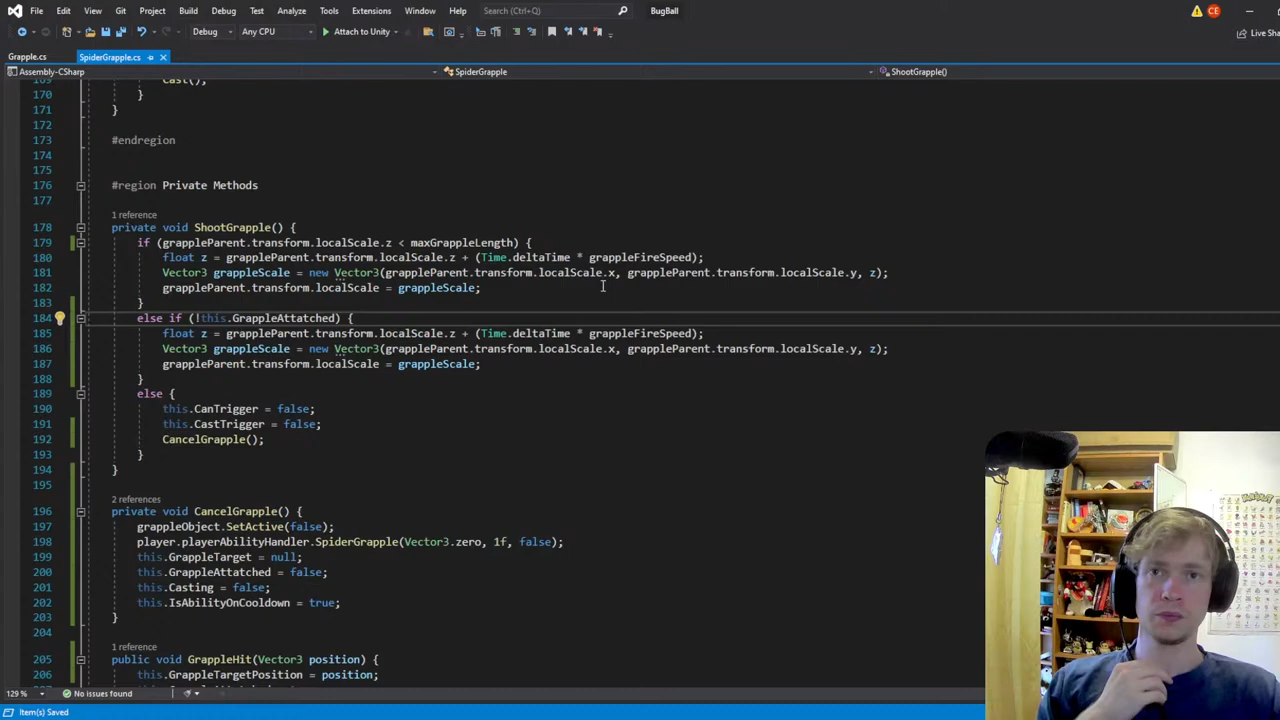 File Edit View Git Project Build Debug Test Analyze Tools Extensions Window Help Search (Ctrl+Q) BugBall CE
Debug Any CPU Attach to Unity Live Sha
Grapple.cs SpiderGrapple.cs
Assembly-CSharp SpiderGrapple ShootGrapple()
169 Cast();
170 }
171 }
172
173 #endregion
174
175
176 #region Private Methods
177
1 reference
178 private void ShootGrapple() {
179 if (grappleParent.transform.localScale.z < maxGrappleLength) {
180 float z = grappleParent.transform.localScale.z + (Time.deltaTime * grappleFireSpeed);
181 Vector3 grappleScale = new Vector3(grappleParent.transform.localScale.x, grappleParent.transform.localScale.y, z);
182 grappleParent.transform.localScale = grappleScale;
183 }
184 else if (!this.GrappleAttatched) {
185 float z = grappleParent.transform.localScale.z + (Time.deltaTime * grappleFireSpeed);
186 Vector3 grappleScale = new Vector3(grappleParent.transform.localScale.x, grappleParent.transform.localScale.y, z);
187 grappleParent.transform.localScale = grappleScale;
188 }
189 else {
190 this.CanTrigger = false;
191 this.CastTrigger = false;
192 CancelGrapple();
193 }
194 }
195
2 references
196 private void CancelGrapple() {
197 grappleObject.SetActive(false);
198 player.playerAbilityHandler.SpiderGrapple(Vector3.zero, 1f, false);
199 this.GrappleTarget = null;
200 this.GrappleAttatched = false;
201 this.Casting = false;
202 this.IsAbilityOnCooldown = true;
203 }
204
1 reference
205 public void GrappleHit(Vector3 position) {
206 this.GrappleTargetPosition = position;
129 % No issues found
Item(s) Saved